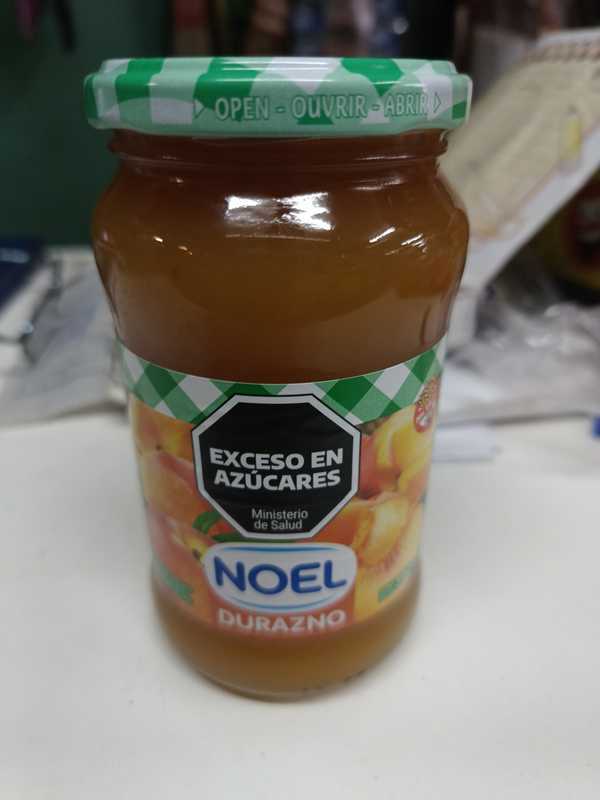 OPEN - OUVRIR - ABRIR
EXCESO EN
AZÚCARES
Ministerio
de Salud
NOEL
DURAZNO